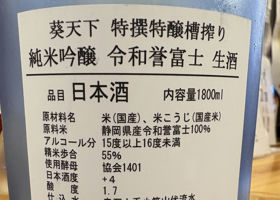 葵天下 特撰特醸槽搾り
純米吟醸 令和誉富士 生酒
品目 日本酒 内容量1800ml
原材料名 米(国産)、米こうじ(国産米)
原料米 静岡県産令和誉富士100%
アルコール分 15度以上16度未満
精米歩合 55%
使用酵母 協会1401
日本酒度 +4
酸度 1.7
仕込水